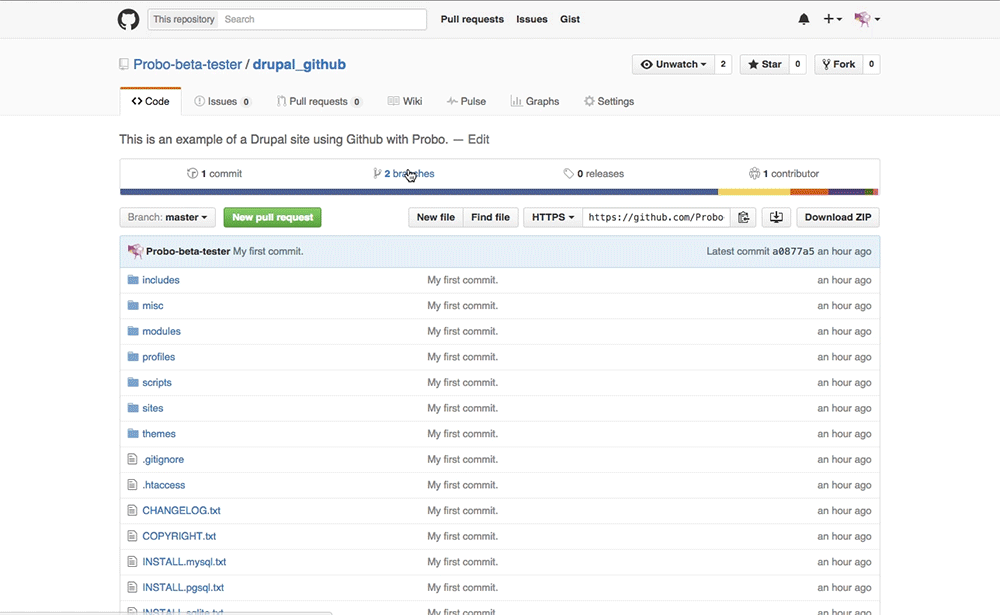 This repository Search Pull requests Issues Gist
Probo-beta-tester / drupal_github Unwatch 2 Star 0 Fork 0
Code Issues 0 Pull requests 0 Wiki Pulse Graphs Settings
This is an example of a Drupal site using Github with Probo. — Edit
1 commit 2 branches 0 releases 1 contributor
Branch: master New pull request New file Find file HTTPS https://github.com/Probo Download ZIP
Probo-beta-tester My first commit. Latest commit a0877a5 an hour ago
includes My first commit. an hour ago
misc My first commit. an hour ago
modules My first commit. an hour ago
profiles My first commit. an hour ago
scripts My first commit. an hour ago
sites My first commit. an hour ago
themes My first commit. an hour ago
.gitignore My first commit. an hour ago
.htaccess My first commit. an hour ago
CHANGELOG.txt My first commit. an hour ago
COPYRIGHT.txt My first commit. an hour ago
INSTALL.mysql.txt My first commit. an hour ago
INSTALL.pgsql.txt My first commit. an hour ago
INSTALL.sqlite.txt My first commit. an hour ago